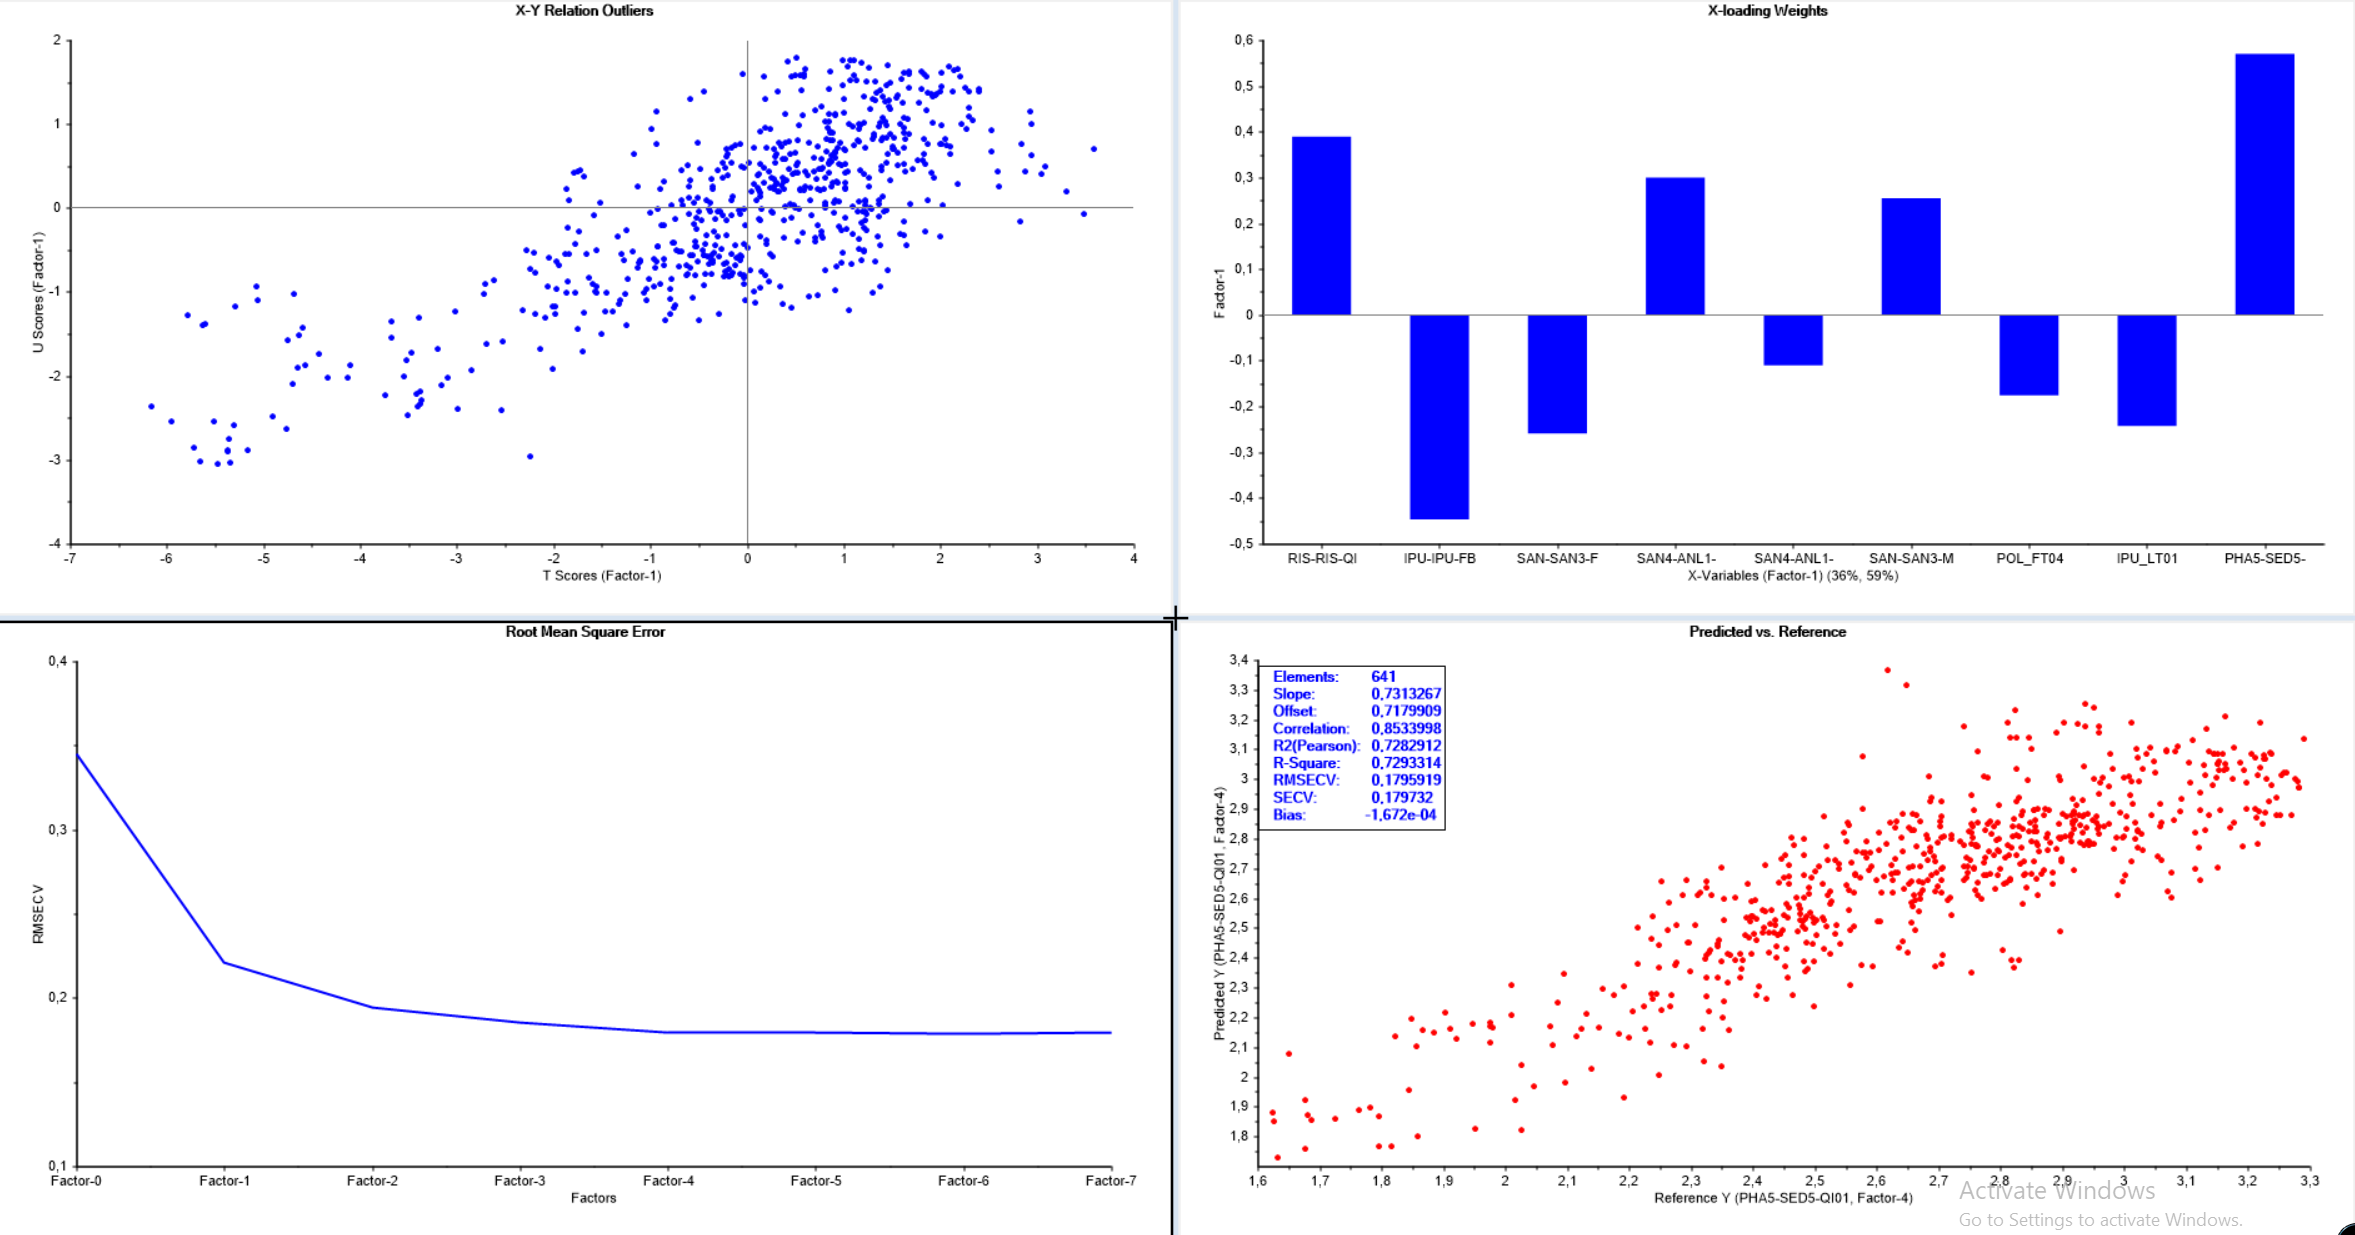 X-Y Relation Outliers
2
1
0
-1
-2
-3
-4
U Scores (Factor-1)
-7 -6 -5 -4 -3 -2 -1 0 1 2 3 4
T Scores (Factor-1)
X-loading Weights
0,6
0,5
0,4
0,3
0,2
0,1
0
-0,1
-0,2
-0,3
-0,4
-0,5
Factor-1
RIS-RIS-QI IPU-IPU-FB SAN-SAN3-F SAN4-ANL1- SAN4-ANL1- SAN-SAN3-M POL_FT04 IPU_LT01 PHA5-SED5-
X-Variables (Factor-1) (36%, 59%)
Root Mean Square Error
0,4
0,3
0,2
0,1
RMSECV
Factor-0 Factor-1 Factor-2 Factor-3 Factor-4 Factor-5 Factor-6 Factor-7
Factors
Predicted vs. Reference
3,4
3,3
3,2
3,1
3
2,9
2,8
2,7
2,6
2,5
2,4
2,3
2,2
2,1
2
1,9
1,8
Predicted Y (PHA5-SED5-QI01, Factor-4)
Elements: 641
Slope: 0,7313267
Offset: 0,7179909
Correlation: 0,8533998
R2(Pearson): 0,7282912
R-Square: 0,7293314
RMSECV: 0,1795919
SECV: 0,179732
Bias: -1,672e-04
1,6 1,7 1,8 1,9 2 2,1 2,2 2,3 2,4 2,5 2,6 2,7 2,8 2,9 3 3,1 3,2 3,3
Reference Y (PHA5-SED5-QI01, Factor-4)
Activate Windows
Go to Settings to activate Windows.